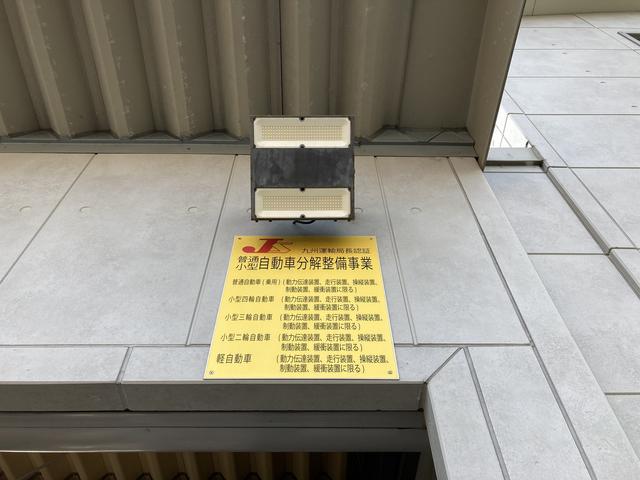 JS 九州運輸局長認証
普通
小型 自動車分解整備事業
普通自動車(乗用)(動力伝達装置、走行装置、操縦装置、
制動装置、緩衝装置に限る)
小型四輪自動車 (動力伝達装置、走行装置、操縦装置、
制動装置、緩衝装置に限る)
小型三輪自動車 (動力伝達装置、走行装置、操縦装置、
制動装置、緩衝装置に限る)
小型二輪自動車 (動力伝達装置、走行装置、操縦装置、
制動装置、緩衝装置に限る)
軽自動車 (動力伝達装置、走行装置、操縦装置、
制動装置、緩衝装置に限る)